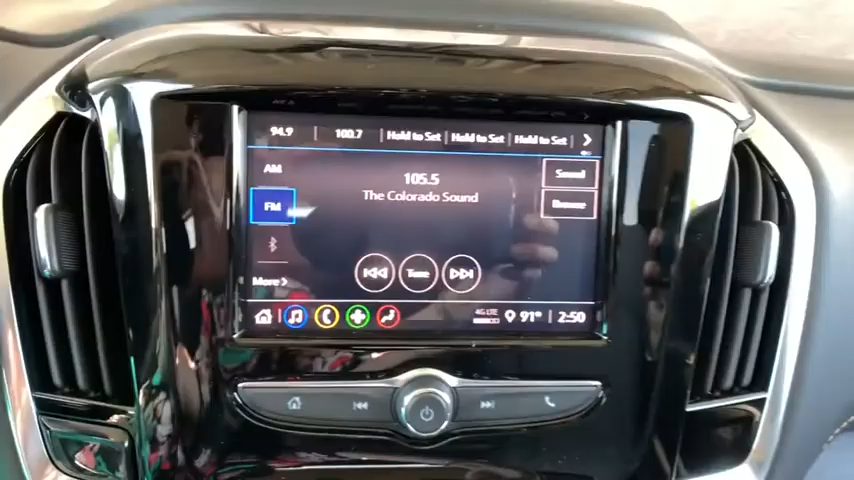 94.9 100.7 Hold to Set Hold to Set Hold to Set
AM
105.5
Sound
The Colorado Sound
FM
Browse
Tune
More
4G LTE 91° 2:50